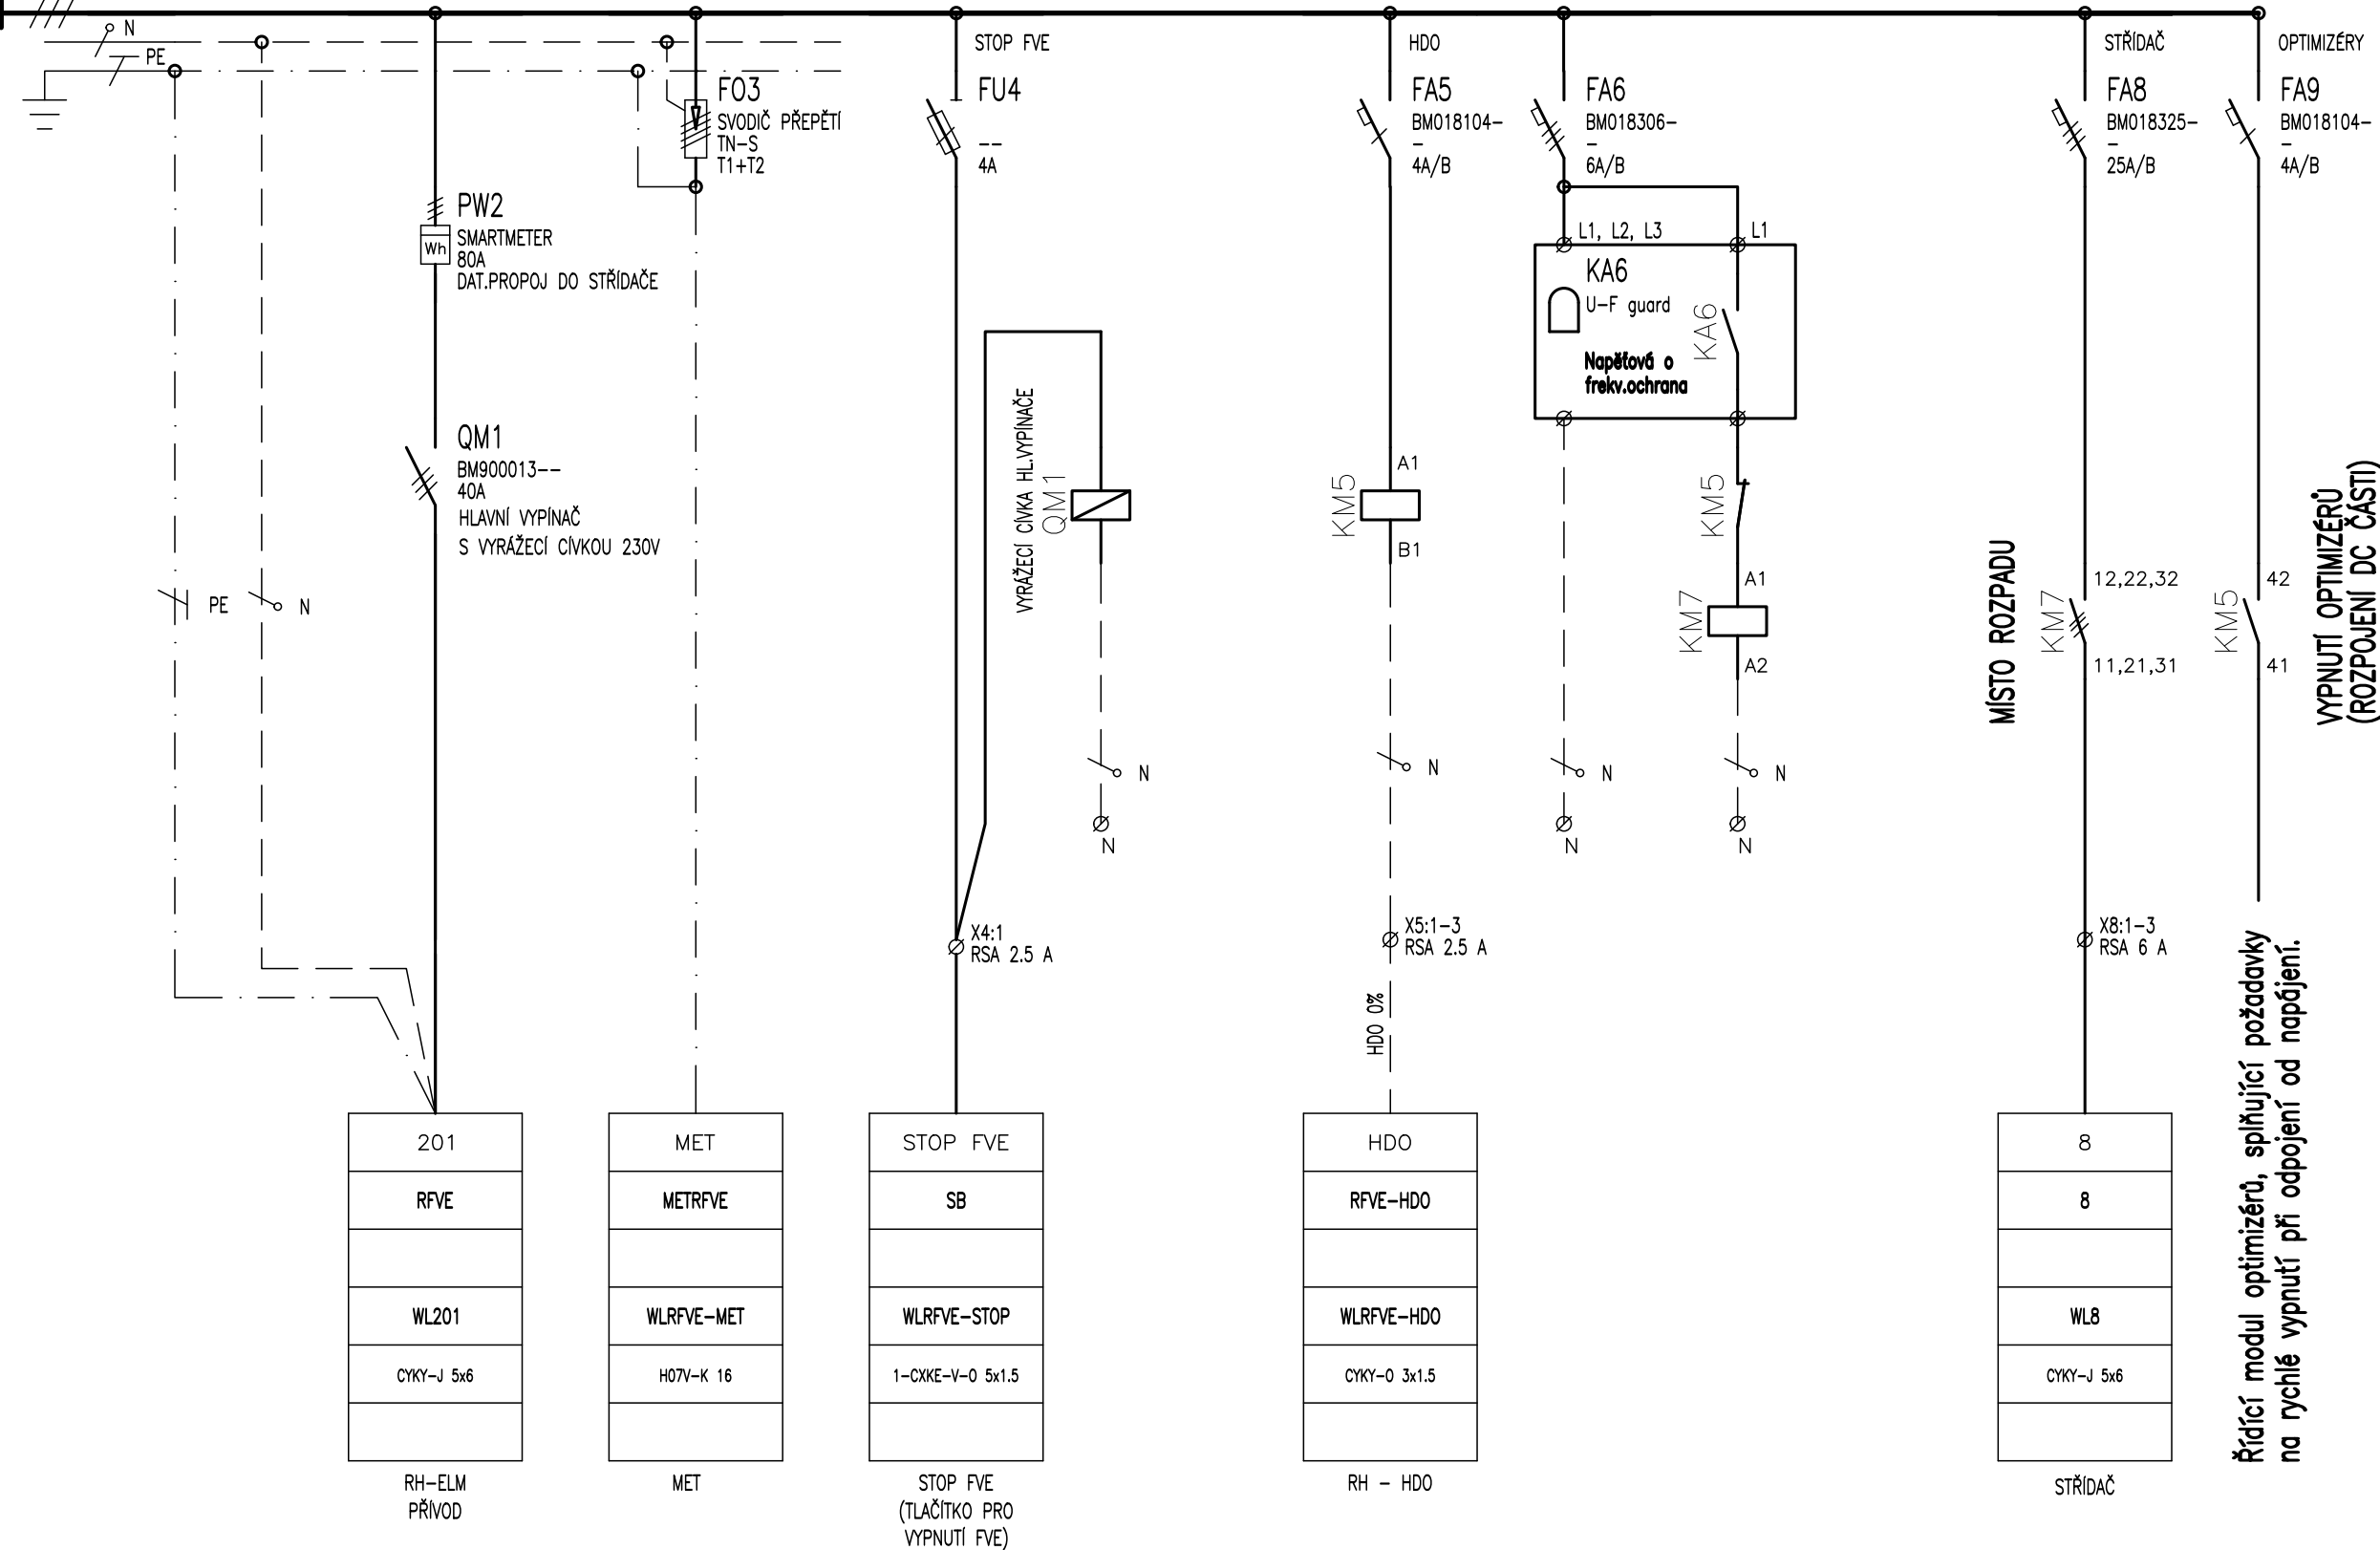 N
PE
STOP FVE
HDO
STŘÍDAČ
OPTIMIZÉRY
FO3
SVODIČ PŘEPĚTÍ
TN-S
T1+T2
FU4
--
4A
FA5
BM018104-
-
4A/B
FA6
BM018306-
-
6A/B
FA8
BM018325-
-
25A/B
FA9
BM018104-
-
4A/B
PW2
SMARTMETER
80A
DAT.PROPOJ DO STŘÍDAČE
Wh
L1, L2, L3
L1
KA6
U-F guard
Napěťová o
frekv.ochrana
KA6
QM1
BM900013--
40A
HLAVNÍ VYPÍNAČ
S VYRÁŽECÍ CÍVKOU 230V
VYRÁŽECÍ CÍVKA HL.VYPÍNAČE
QM1
KM5
A1
B1
KM5
KM7
A1
A2
MÍSTO ROZPADU
KM7
12,22,32
11,21,31
KM5
42
41
VYPNUTÍ OPTIMIZÉRŮ
(ROZPOJENÍ DC ČÁSTI)
PE
N
N
N
N
N
N
N
N
X4:1
RSA 2.5 A
X5:1-3
RSA 2.5 A
X8:1-3
RSA 6 A
HDO 0%
Řídící modul optimizérů, splňující požadavky
na rychlé vypnutí při odpojení od napájení.
201
RFVE
WL201
CYKY-J 5x6
RH-ELM
PŘÍVOD
MET
METRFVE
WLRFVE-MET
H07V-K 16
MET
STOP FVE
SB
WLRFVE-STOP
1-CXKE-V-O 5x1.5
STOP FVE
(TLAČÍTKO PRO
VYPNUTÍ FVE)
HDO
RFVE-HDO
WLRFVE-HDO
CYKY-O 3x1.5
RH - HDO
8
8
WL8
CYKY-J 5x6
STŘÍDAČ